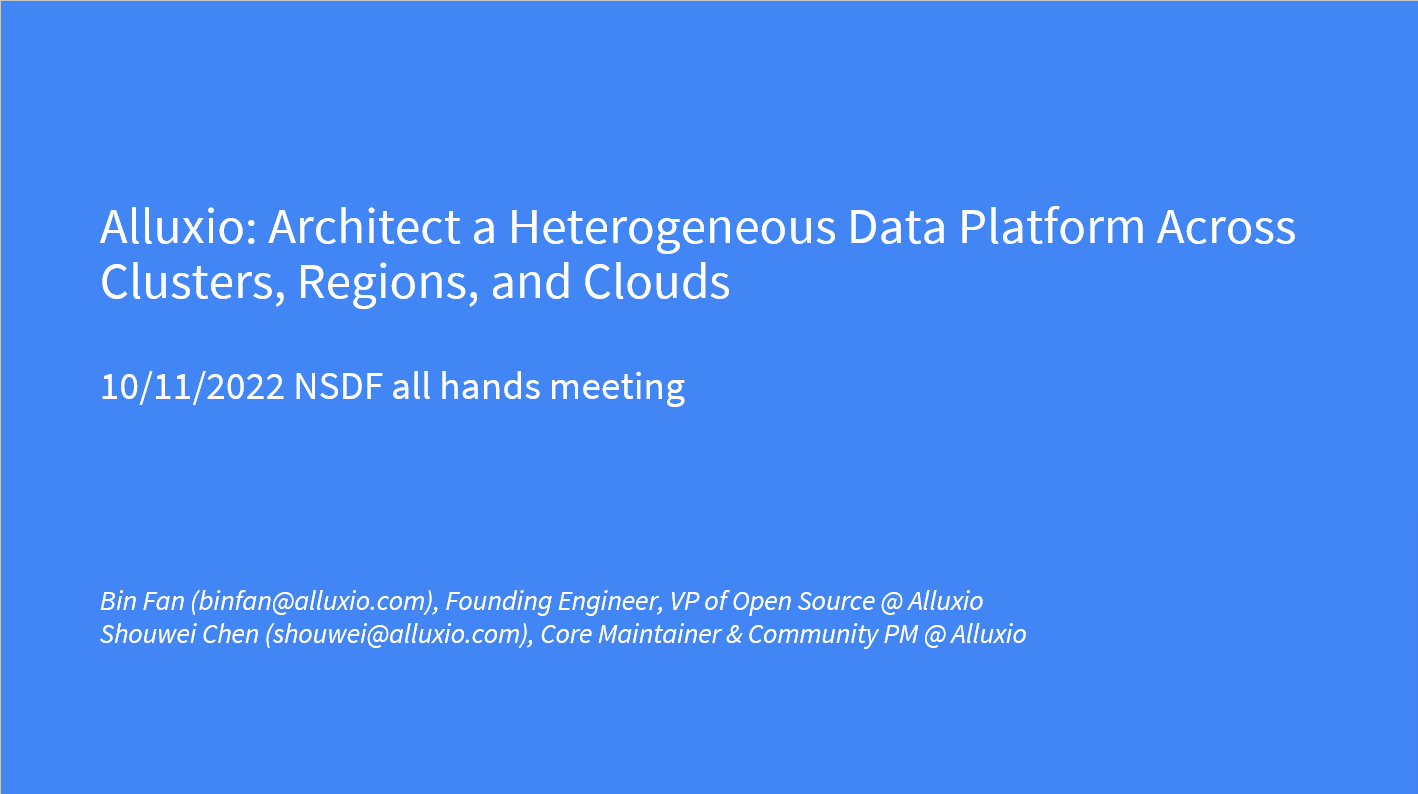 Alluxio: Architect a Heterogeneous Data Platform Across
Clusters, Regions, and Clouds
10/11/2022 NSDF all hands meeting
Bin Fan (binfan@alluxio.com), Founding Engineer, VP of Open Source @ Alluxio
Shouwei Chen (shouwei@alluxio.com), Core Maintainer & Community PM @ Alluxio